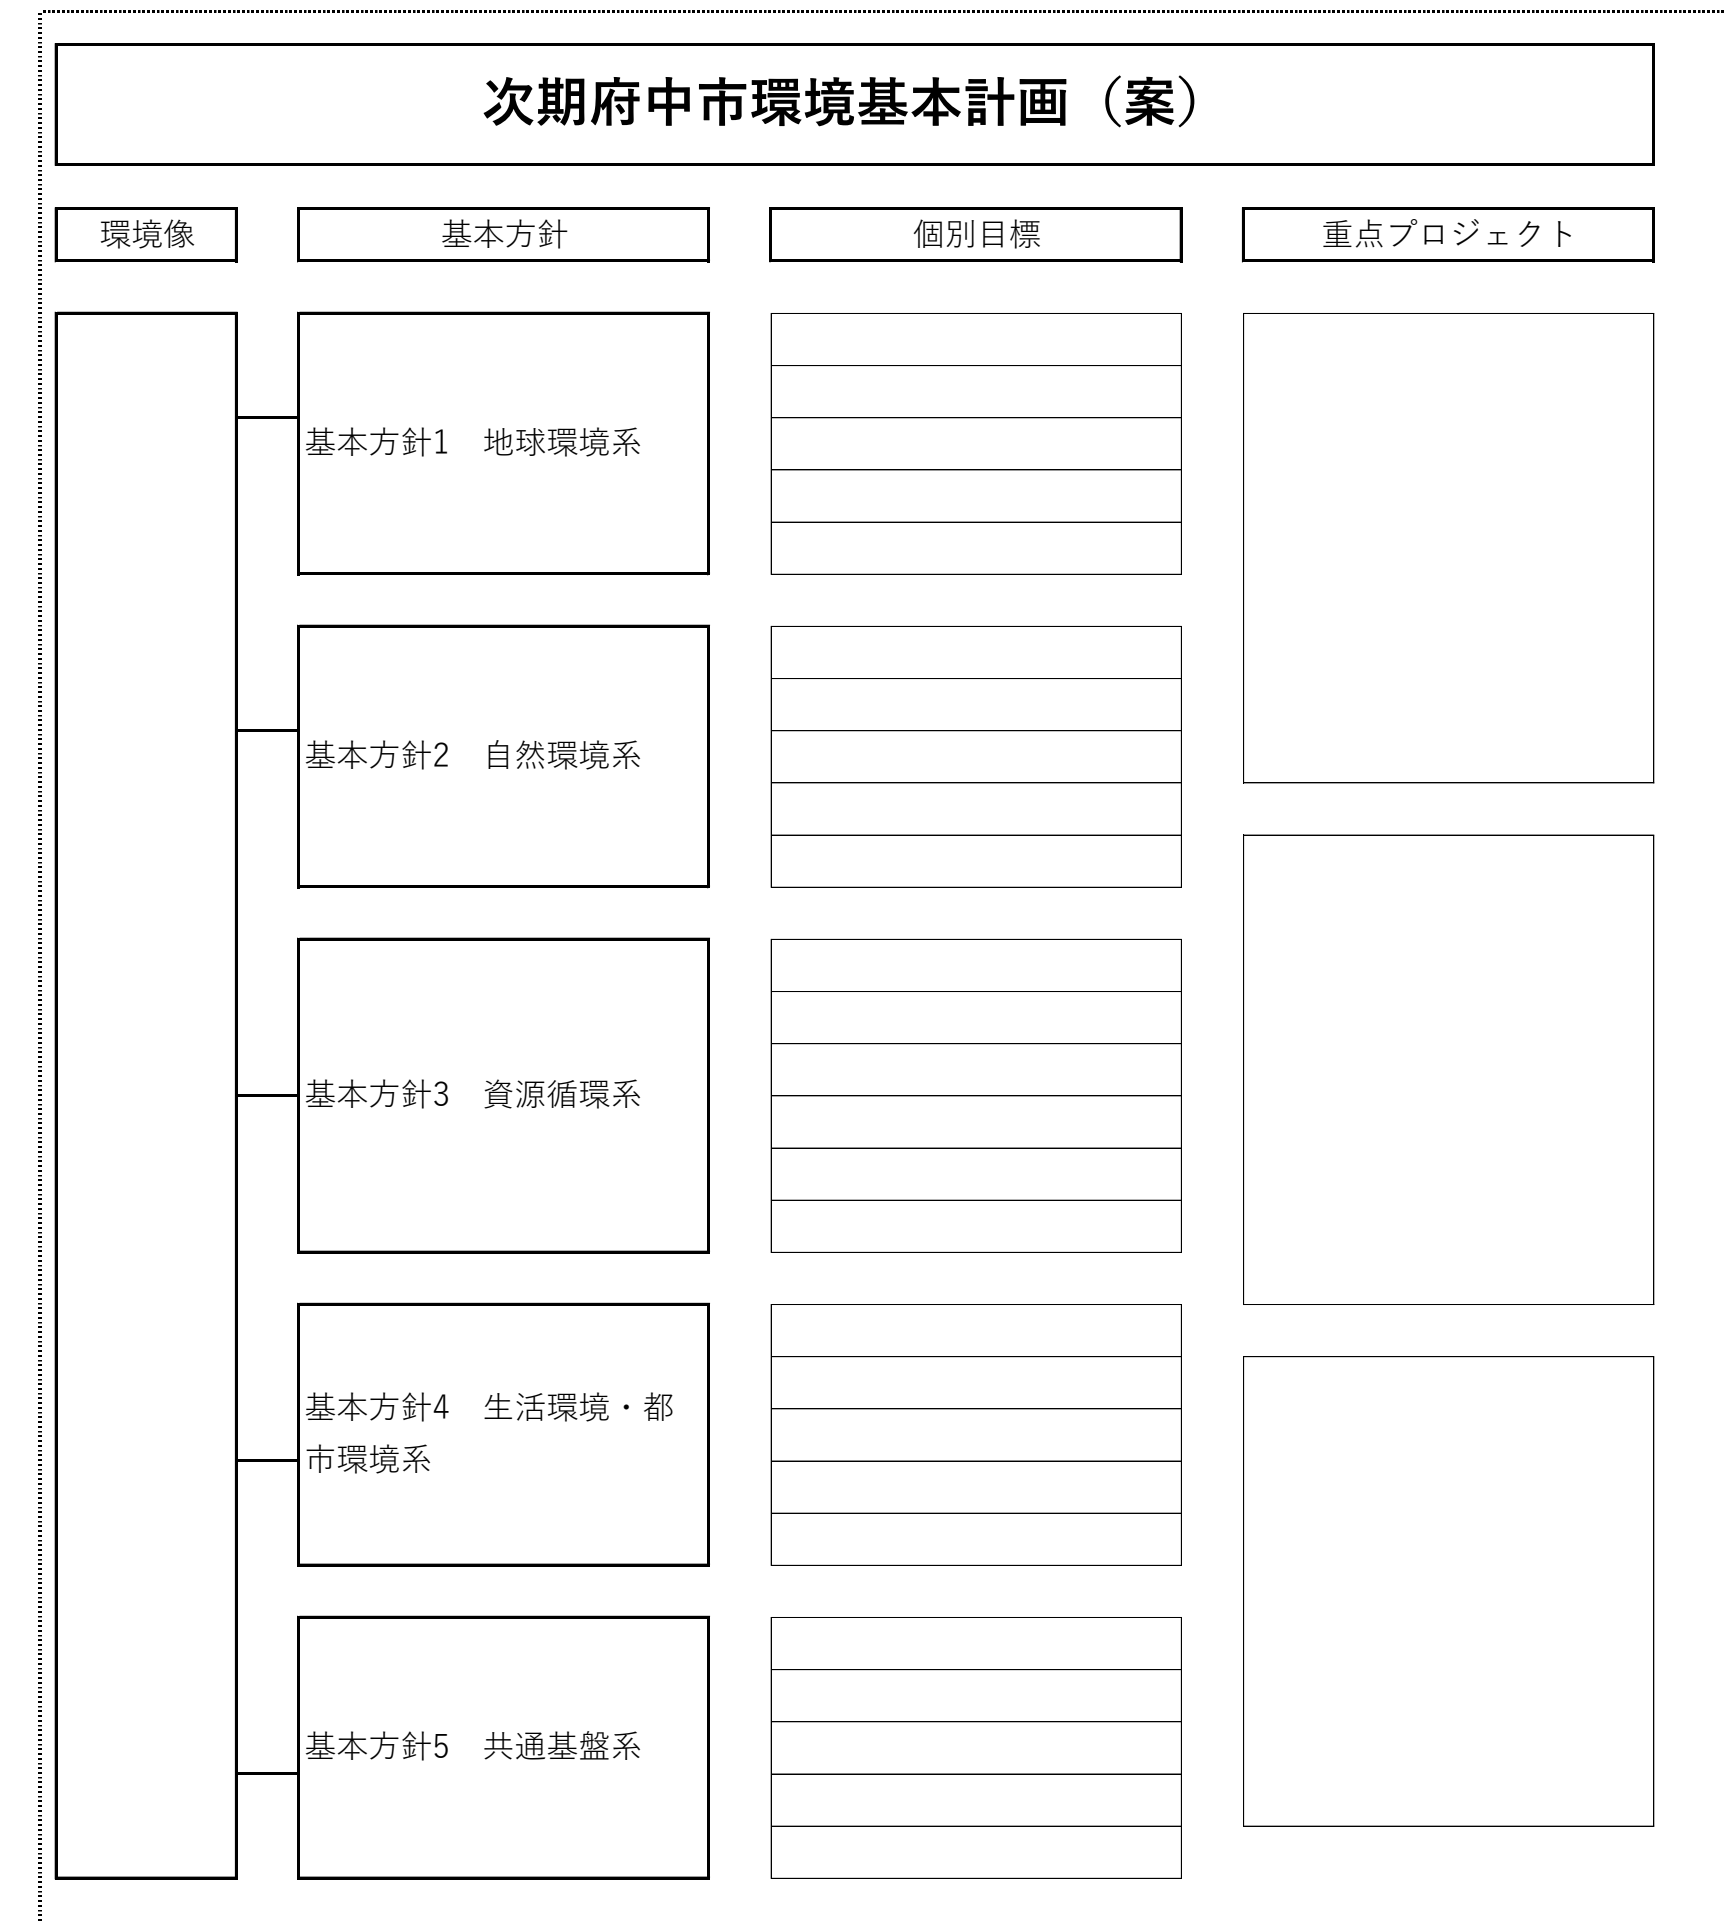 次期府中市環境基本計画（案）
環境像
基本方針
個別目標
重点プロジェクト
基本方針1　地球環境系
基本方針2　自然環境系
基本方針3　資源循環系
基本方針4　生活環境・都
市環境系
基本方針5　共通基盤系